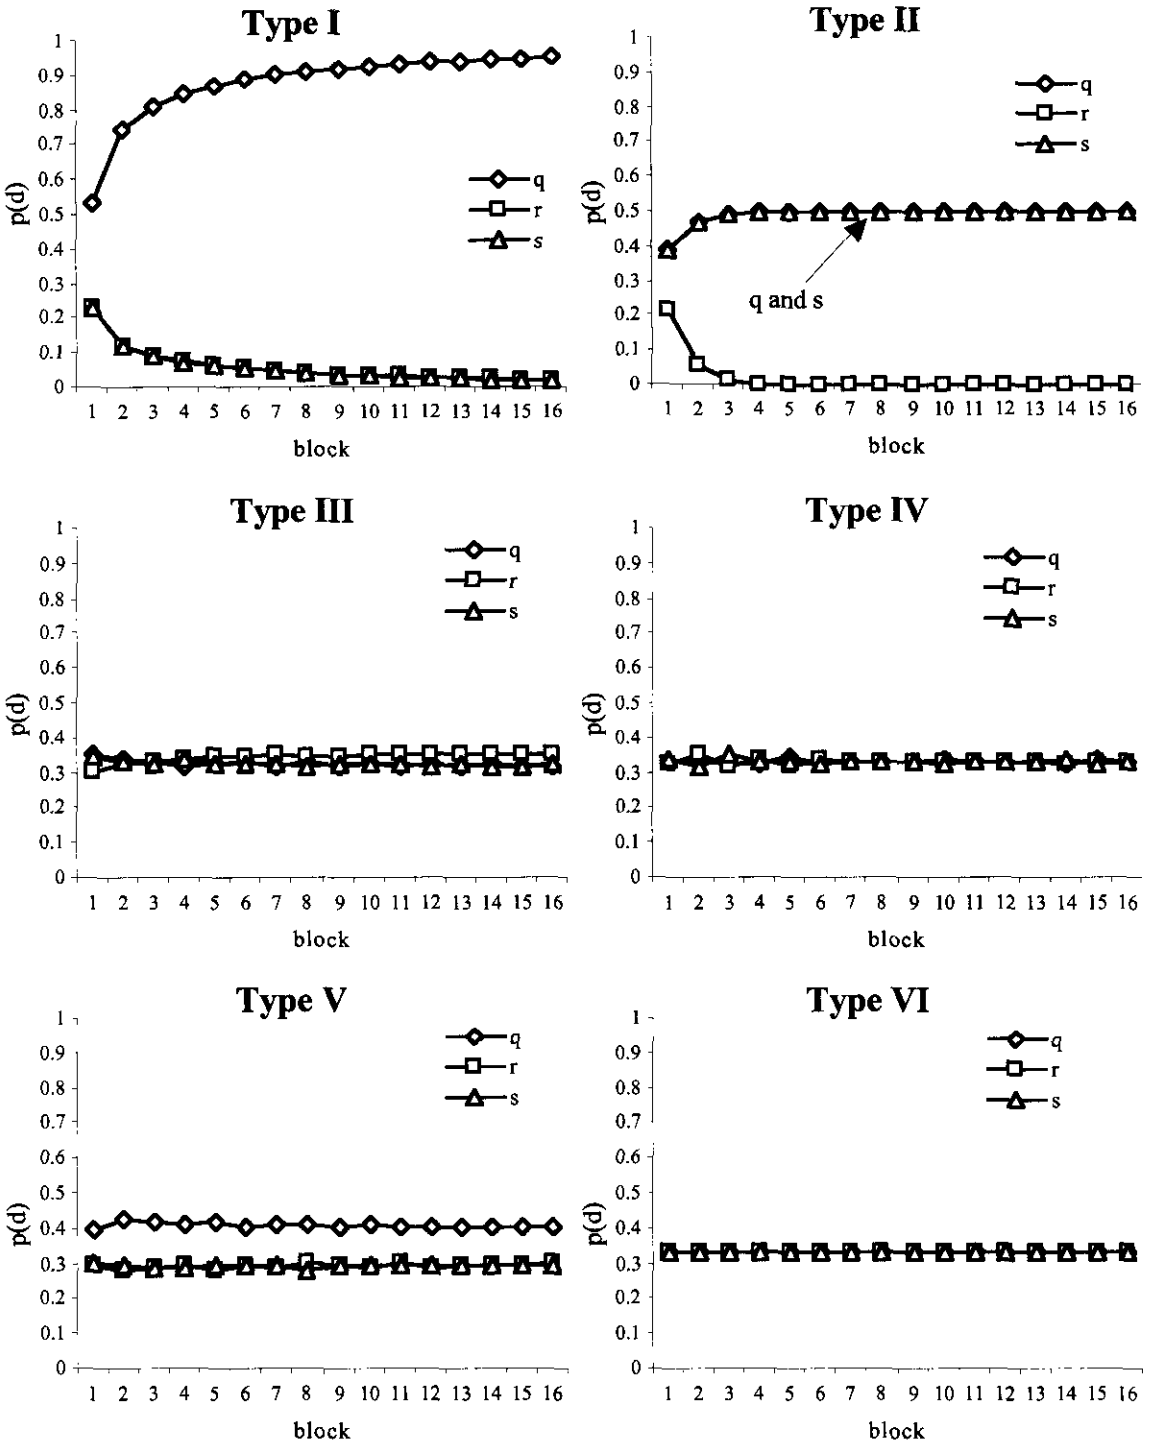 Type I
1
0.9
0.8
0.7
0.6
0.5
0.4
0.3
0.2
0.1
0
p(d)
q
r
s
1 2 3 4 5 6 7 8 9 10 11 12 13 14 15 16
block
Type II
1
0.9
0.8
0.7
0.6
0.5
0.4
0.3
0.2
0.1
0
p(d)
q
r
s
q and s
1 2 3 4 5 6 7 8 9 10 11 12 13 14 15 16
block
Type III
1
0.9
0.8
0.7
0.6
0.5
0.4
0.3
0.2
0.1
0
p(d)
q
r
s
1 2 3 4 5 6 7 8 9 10 11 12 13 14 15 16
block
Type IV
1
0.9
0.8
0.7
0.6
0.5
0.4
0.3
0.2
0.1
0
p(d)
q
r
s
1 2 3 4 5 6 7 8 9 10 11 12 13 14 15 16
block
Type V
1
0.9
0.8
0.7
0.6
0.5
0.4
0.3
0.2
0.1
0
p(d)
q
r
s
1 2 3 4 5 6 7 8 9 10 11 12 13 14 15 16
block
Type VI
1
0.9
0.8
0.7
0.6
0.5
0.4
0.3
0.2
0.1
0
p(d)
q
r
s
1 2 3 4 5 6 7 8 9 10 11 12 13 14 15 16
block